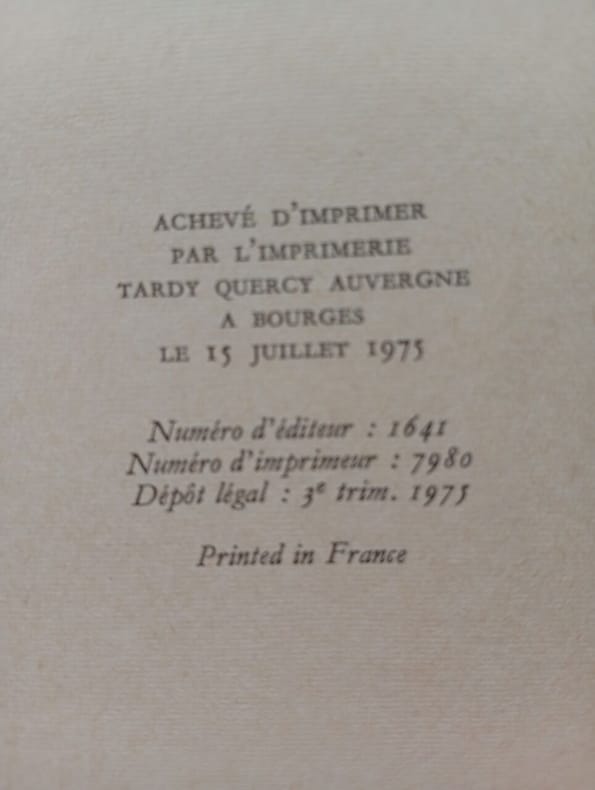 ACHEVÉ D'IMPRIMER
PAR L'IMPRIMERIE
TARDY QUERCY AUVERGNE
A BOURGES
LE 15 JUILLET 1975
Numéro d'éditeur : 1641
Numéro d'imprimeur : 7980
Dépôt légal : 3e trim. 1975
Printed in France